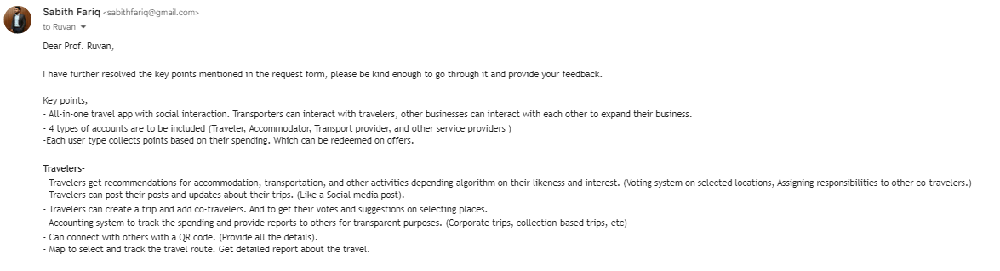 Sabith Fariq <sabithfariq@gmail.com>
to Ruvan
Dear Prof. Ruvan,
I have further resolved the key points mentioned in the request form, please be kind enough to go through it and provide your feedback.
Key points,
- All-in-one travel app with social interaction. Transporters can interact with travelers, other businesses can interact with each other to expand their business.
- 4 types of accounts are to be included (Traveler, Accommodator, Transport provider, and other service providers )
-Each user type collects points based on their spending. Which can be redeemed on offers.
Travelers-
- Travelers get recommendations for accommodation, transportation, and other activities depending algorithm on their likeness and interest. (Voting system on selected locations, Assigning responsibilities to other co-travelers.)
- Travelers can post their posts and updates about their trips. (Like a Social media post).
- Travelers can create a trip and add co-travelers. And to get their votes and suggestions on selecting places.
- Accounting system to track the spending and provide reports to others for transparent purposes. (Corporate trips, collection-based trips, etc)
- Can connect with others with a QR code. (Provide all the details).
- Map to select and track the travel route. Get detailed report about the travel.